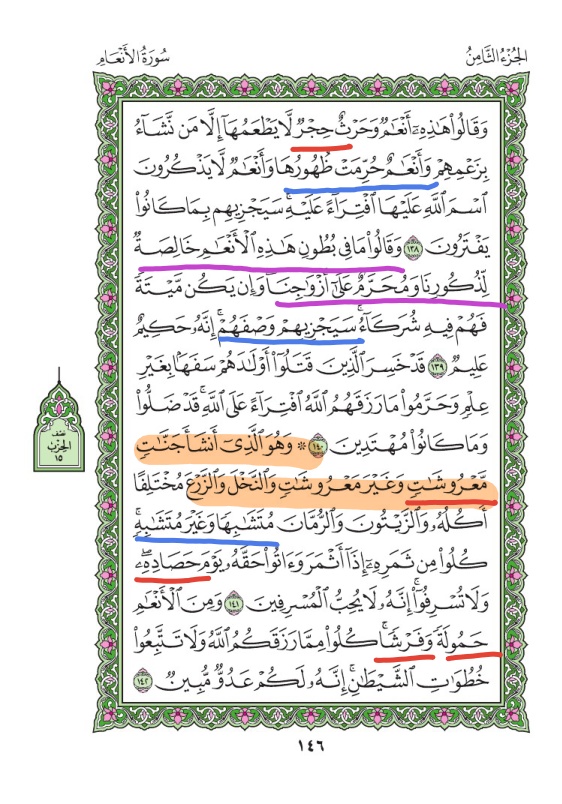 الجُزْءُ الثَّامِنُ
سُورَةُ الأَنْعَامِ
وَقَالُوا۟ هَـٰذِهِۦٓ أَنْعَـٰمٌ وَحَرْثٌ حِجْرٌ لَّا يَطْعَمُهَآ إِلَّا مَن نَّشَآءُ
بِزَعْمِهِمْ وَأَنْعَـٰمٌ حُرِّمَتْ ظُهُورُهَا وَأَنْعَـٰمٌ لَّا يَذْكُرُونَ
ٱسْمَ ٱللَّهِ عَلَيْهَا ٱفْتِرَآءً عَلَيْهِ ۚ سَيَجْزِيهِم بِمَا كَانُوا۟
يَفْتَرُونَ ١٣٨ وَقَالُوا۟ مَا فِى بُطُونِ هَـٰذِهِ ٱلْأَنْعَـٰمِ خَالِصَةٌ
لِّذُكُورِنَا وَمُحَرَّمٌ عَلَىٰٓ أَزْوَٰجِنَا ۖ وَإِن يَكُن مَّيْتَةً
فَهُمْ فِيهِ شُرَكَآءُ ۚ سَيَجْزِيهِمْ وَصْفَهُمْ ۚ إِنَّهُۥ حَكِيمٌ
عَلِيمٌ ١٣٩ قَدْ خَسِرَ ٱلَّذِينَ قَتَلُوٓا۟ أَوْلَـٰدَهُمْ سَفَهًۢا بِغَيْرِ
عِلْمٍ وَحَرَّمُوا۟ مَا رَزَقَهُمُ ٱللَّهُ ٱفْتِرَآءً عَلَى ٱللَّهِ ۚ قَدْ ضَلُّوا۟
وَمَا كَانُوا۟ مُهْتَدِينَ ١٤٠ ۞ وَهُوَ ٱلَّذِىٓ أَنشَأَ جَنَّـٰتٍ
مَّعْرُوشَـٰتٍ وَغَيْرَ مَعْرُوشَـٰتٍ وَٱلنَّخْلَ وَٱلزَّرْعَ مُخْتَلِفًا
أُكُلُهُۥ وَٱلزَّيْتُونَ وَٱلرُّمَّانَ مُتَشَـٰبِهًا وَغَيْرَ مُتَشَـٰبِهٍ ۚ
كُلُوا۟ مِن ثَمَرِهِۦٓ إِذَآ أَثْمَرَ وَءَاتُوا۟ حَقَّهُۥ يَوْمَ حَصَادِهِۦ ۖ
وَلَا تُسْرِفُوٓا۟ ۚ إِنَّهُۥ لَا يُحِبُّ ٱلْمُسْرِفِينَ ١٤١ وَمِنَ ٱلْأَنْعَـٰمِ
حَمُولَةً وَفَرْشًا ۚ كُلُوا۟ مِمَّا رَزَقَكُمُ ٱللَّهُ وَلَا تَتَّبِعُوا۟
خُطُوَٰتِ ٱلشَّيْطَـٰنِ ۚ إِنَّهُۥ لَكُمْ عَدُوٌّ مُّبِينٌ ١٤٢
نصف
الحزب
١٥
١٤٦